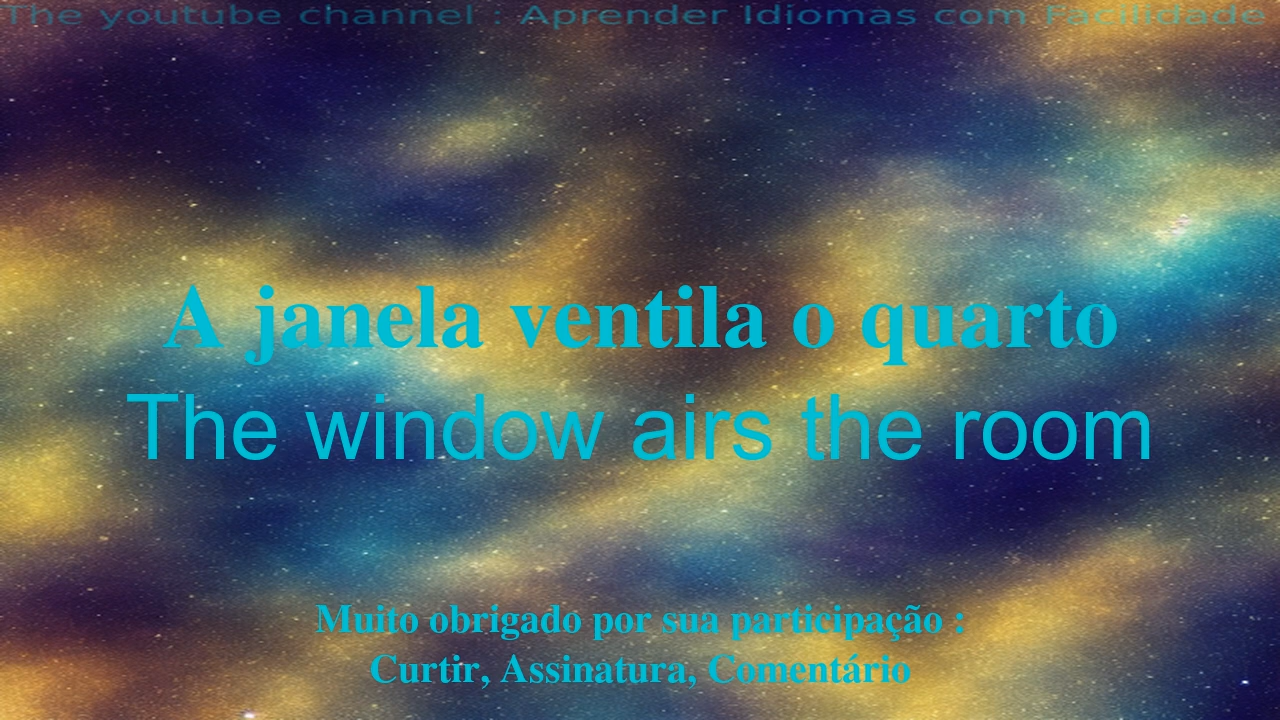 The youtube channel : Aprender Idiomas com Facilidade
A janela ventila o quarto
The window airs the room
Muito obrigado por sua participação :
Curtir, Assinatura, Comentário